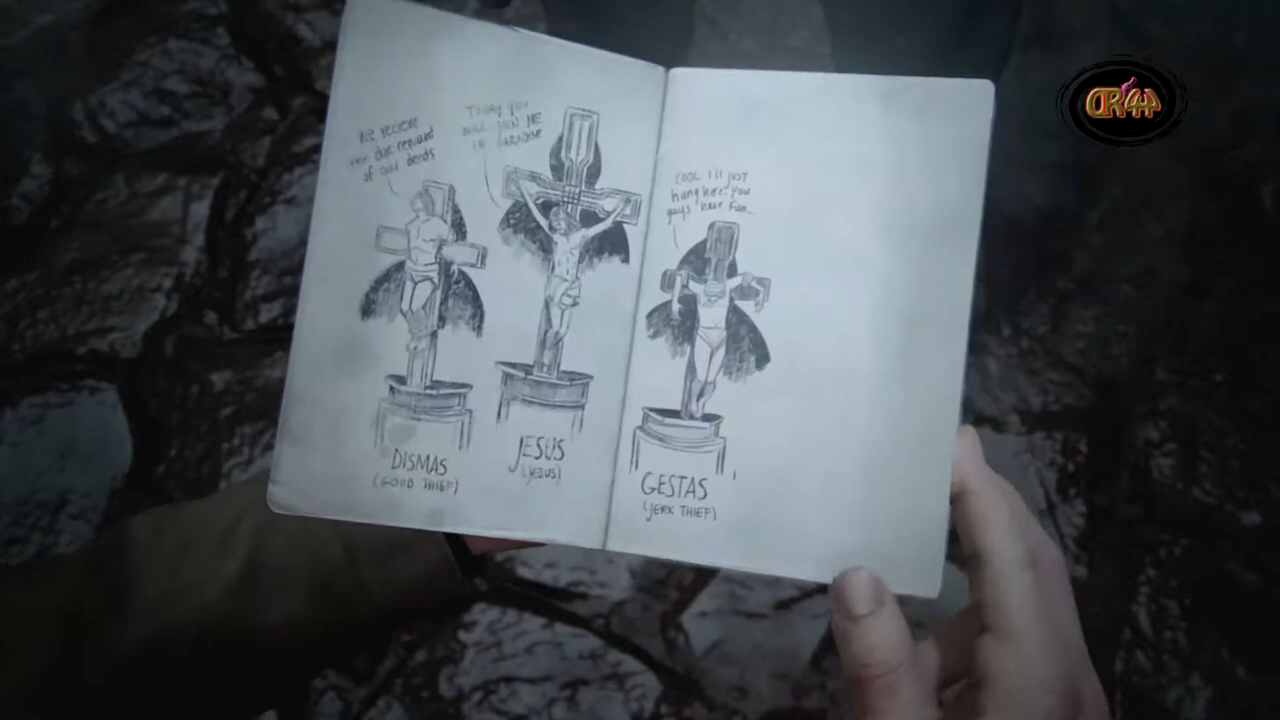 We receive
the due reward
of our deeds
TODAY YOU
WILL JOIN ME
IN PARADISE
COOL I'll JUST
hang here. you
guys have fun..
DISMAS
(GOOD THIEF)
JESUS
(JESUS)
GESTAS
(JERK THIEF)